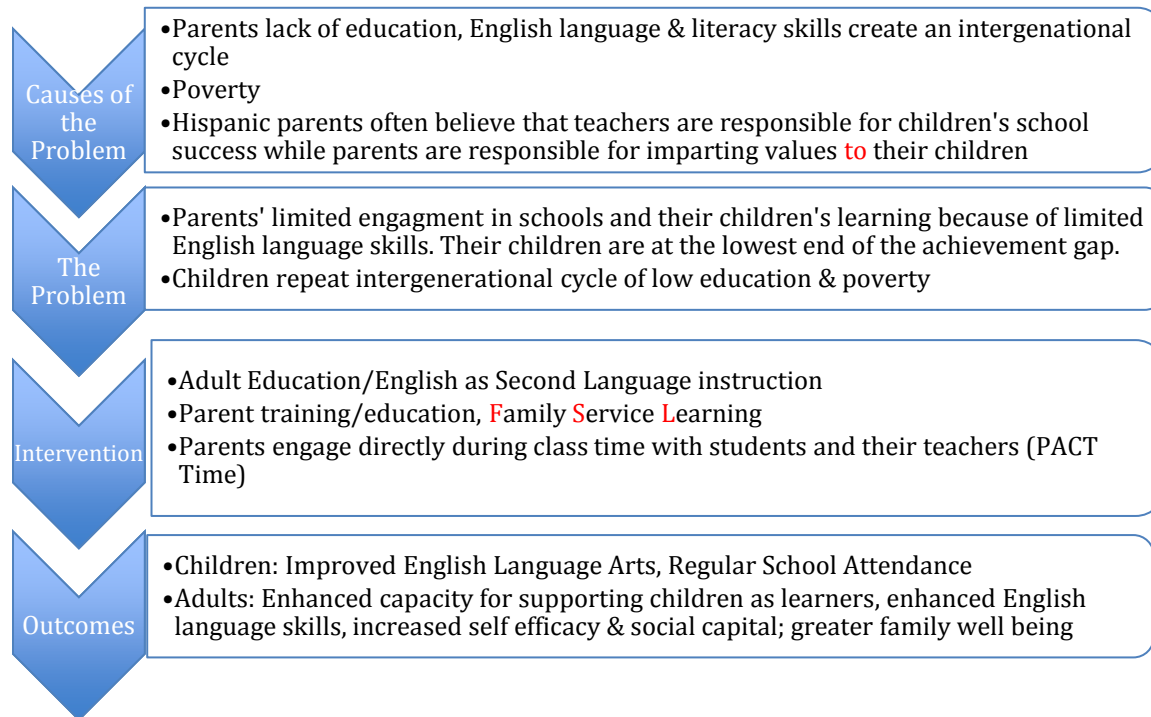 Causes of
the
Problem
•Parents lack of education, English language & literacy skills create an intergenational
cycle
•Poverty
•Hispanic parents often believe that teachers are responsible for children's school
success while parents are responsible for imparting values to their children
The
Problem
•Parents' limited engagment in schools and their children's learning because of limited
English language skills. Their children are at the lowest end of the achievement gap.
•Children repeat intergenerational cycle of low education & poverty
Intervention
•Adult Education/English as Second Language instruction
•Parent training/education, Family Service Learning
•Parents engage directly during class time with students and their teachers (PACT
Time)
Outcomes
•Children: Improved English Language Arts, Regular School Attendance
•Adults: Enhanced capacity for supporting children as learners, enhanced English
language skills, increased self efficacy & social capital; greater family well being